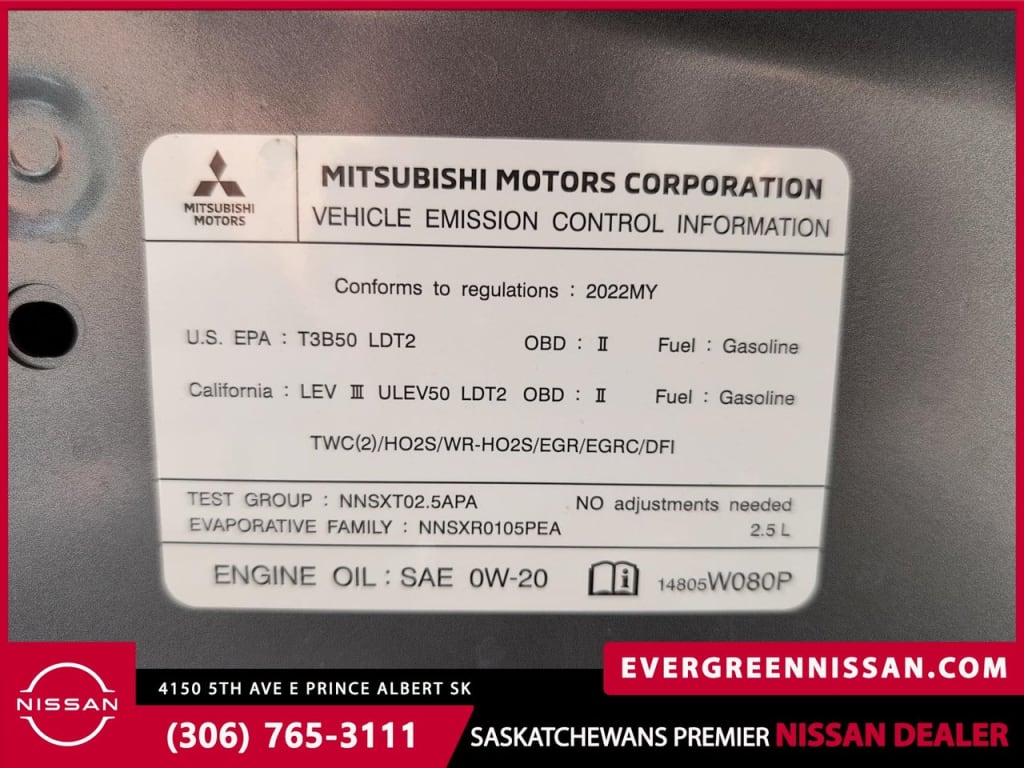 MITSUBISHI
MOTORS
MITSUBISHI MOTORS CORPORATION
VEHICLE EMISSION CONTROL INFORMATION
Conforms to regulations : 2022MY
U.S. EPA : T3B50 LDT2 OBD : Ⅱ Fuel : Gasoline
California : LEV Ⅲ ULEV50 LDT2 OBD : Ⅱ Fuel : Gasoline
TWC(2)/HO2S/WR-HO2S/EGR/EGRC/DFI
TEST GROUP : NNSXT02.5APA NO adjustments needed
EVAPORATIVE FAMILY : NNSXR0105PEA 2.5 L
ENGINE OIL : SAE 0W-20 14805W080P
EVERGREENNISSAN.COM
NISSAN
4150 5TH AVE E PRINCE ALBERT SK
(306) 765-3111
SASKATCHEWANS PREMIER NISSAN DEALER